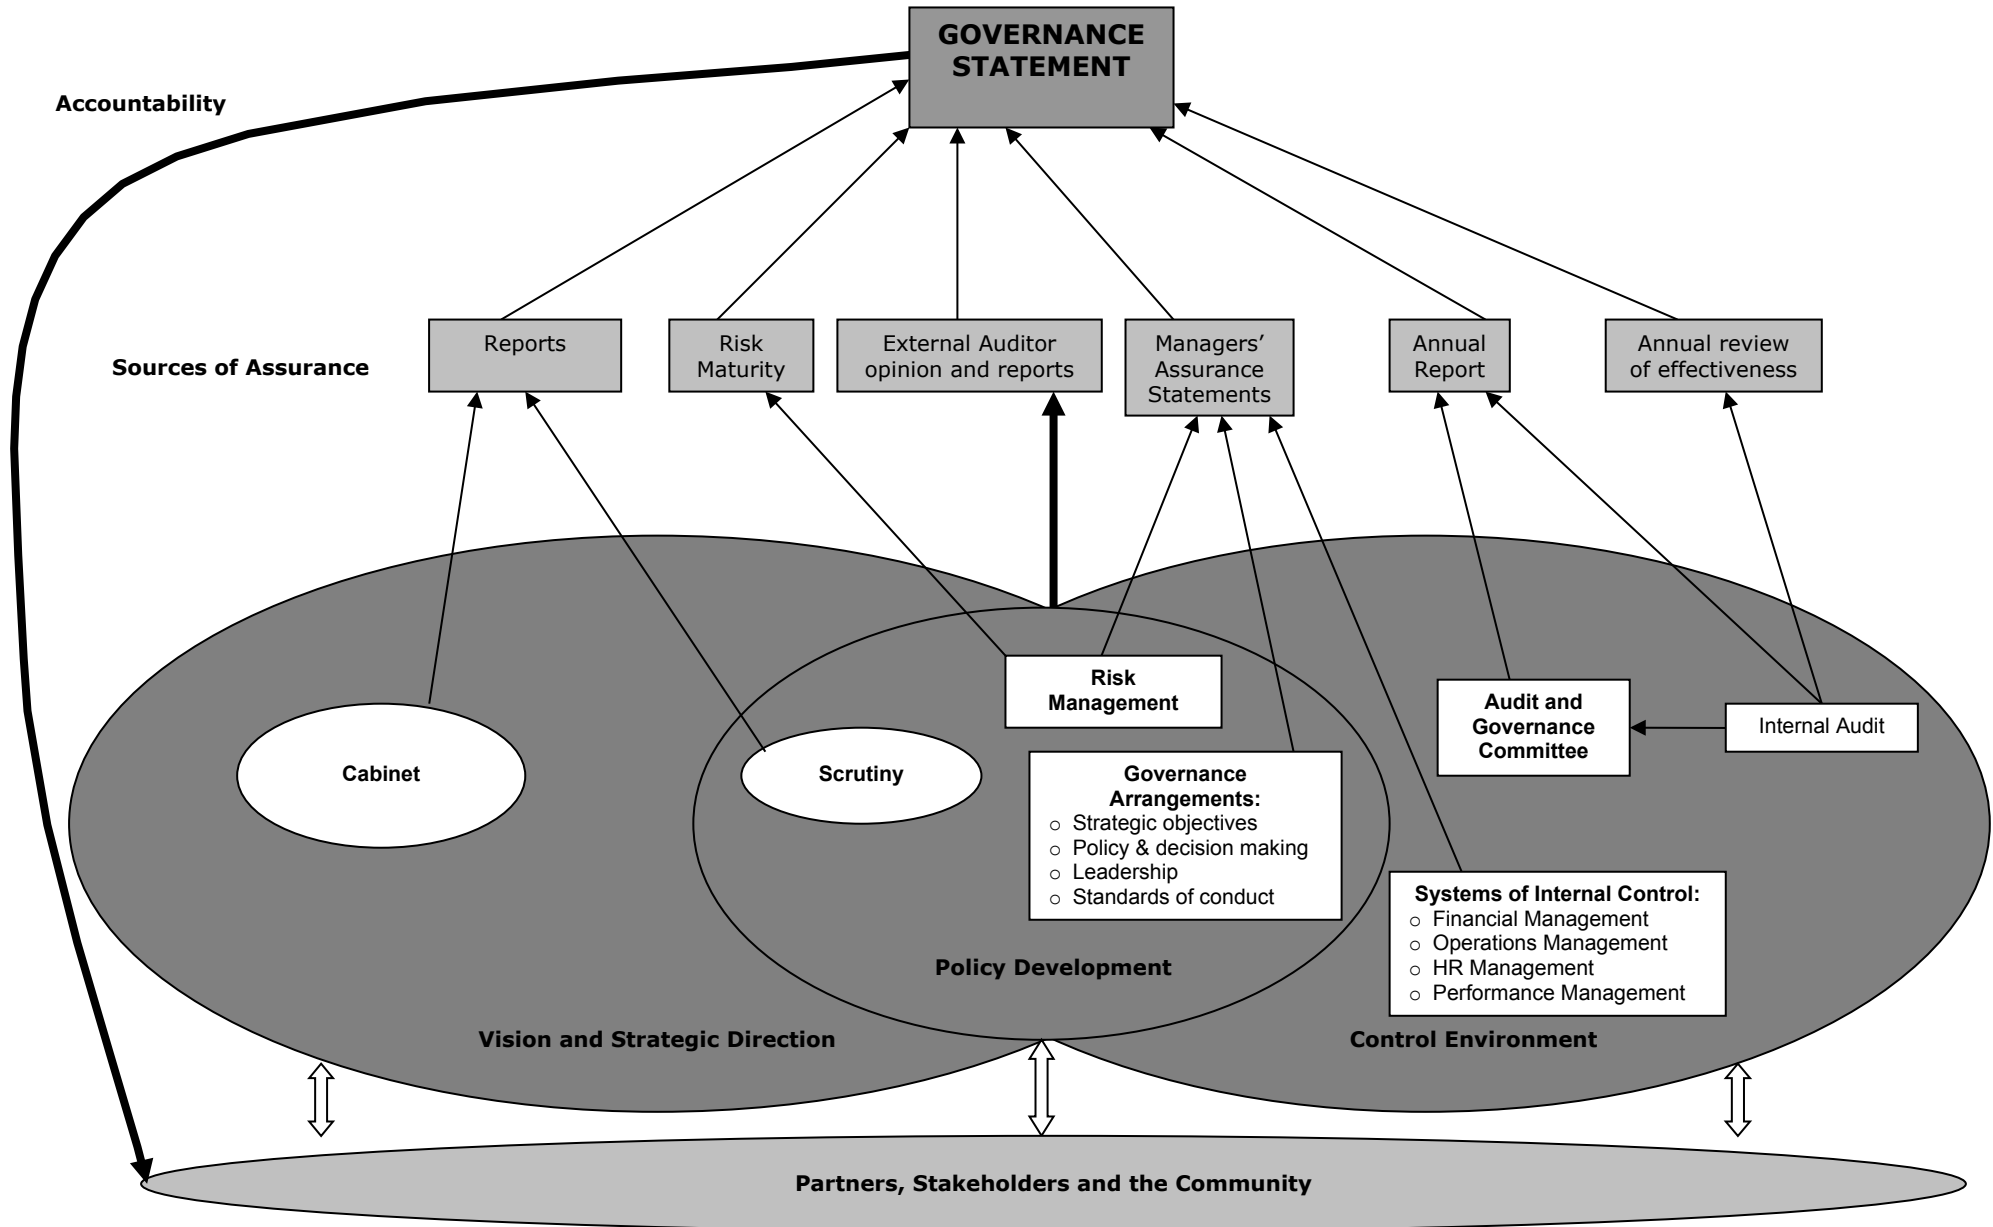 GOVERNANCE
STATEMENT
Accountability
Sources of Assurance
Reports
Risk
Maturity
External Auditor
opinion and reports
Managers’
Assurance
Statements
Annual
Report
Annual review
of effectiveness
Cabinet
Scrutiny
Risk
Management
Governance
Arrangements:
o Strategic objectives
o Policy & decision making
o Leadership
o Standards of conduct
Audit and
Governance
Committee
Internal Audit
Systems of Internal Control:
o Financial Management
o Operations Management
o HR Management
o Performance Management
Policy Development
Vision and Strategic Direction
Control Environment
Partners, Stakeholders and the Community